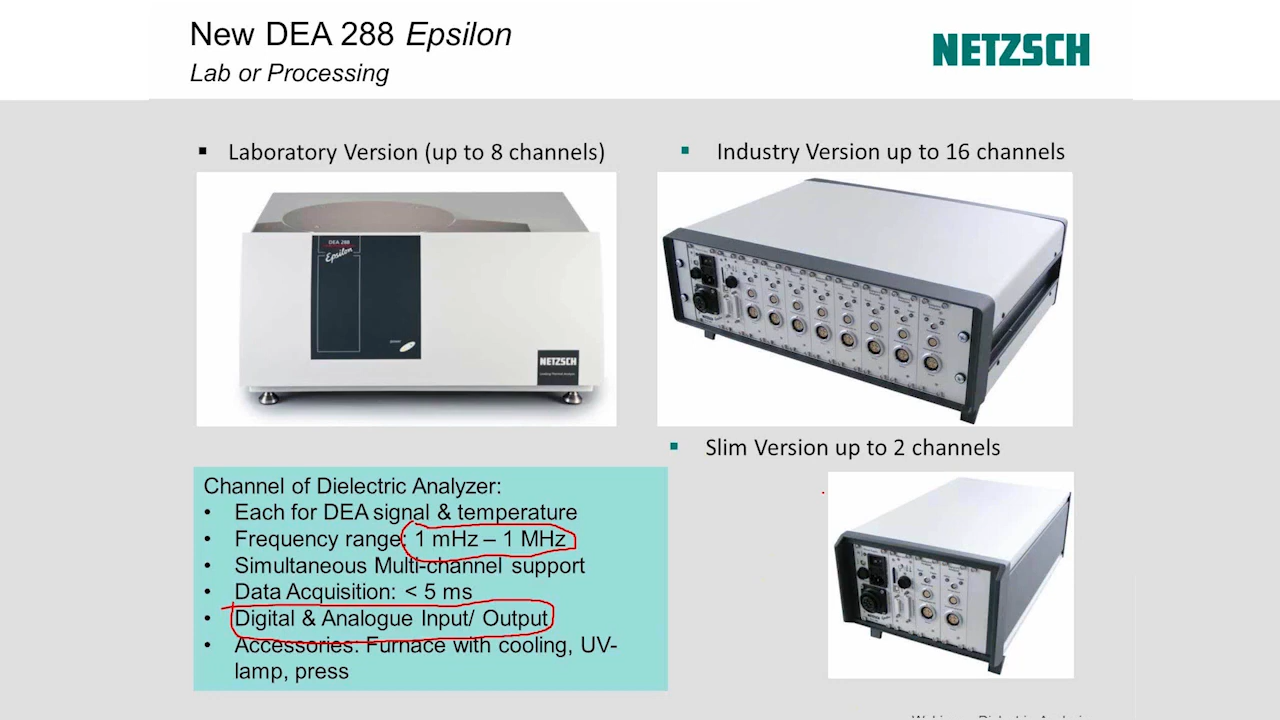 New DEA 288 Epsilon
Lab or Processing
NETZSCH
▪ Laboratory Version (up to 8 channels)
▪ Industry Version up to 16 channels
DEA 288
Epsilon
NETZSCH
▪ Slim Version up to 2 channels
Channel of Dielectric Analyzer:
• Each for DEA signal & temperature
• Frequency range: 1 mHz – 1 MHz
• Simultaneous Multi-channel support
• Data Acquisition: < 5 ms
• Digital & Analogue Input/ Output
• Accessories: Furnace with cooling, UV-
lamp, press